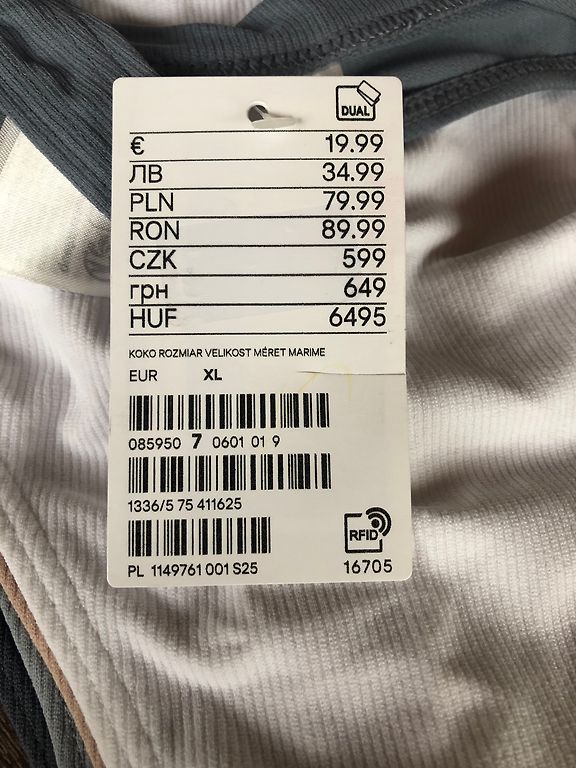 DUAL
€ 19.99
ЛВ 34.99
PLN 79.99
RON 89.99
CZK 599
грн 649
HUF 6495
KOKO ROZMIAR VELIKOST MÉRET MARIME
EUR XL
085950 7 0601 01 9
1336/5 75 411625
RFID
PL 1149761 001 S25 16705